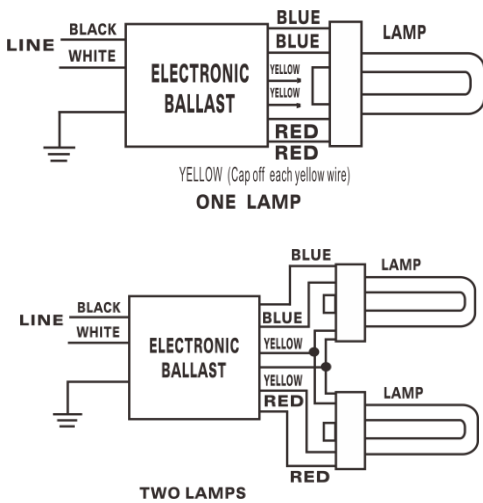 BLUE
BLACK
BLUE
LAMP
LINE
WHITE
YELLOW
ELECTRONIC
BALLAST
YELLOW
RED
RED
YELLOW (Cap off each yellow wire)
ONE LAMP
BLUE
LAMP
BLACK
BLUE
LINE
WHITE
YELLOW
ELECTRONIC
BALLAST
YELLOW
LAMP
RED
RED
TWO LAMPS